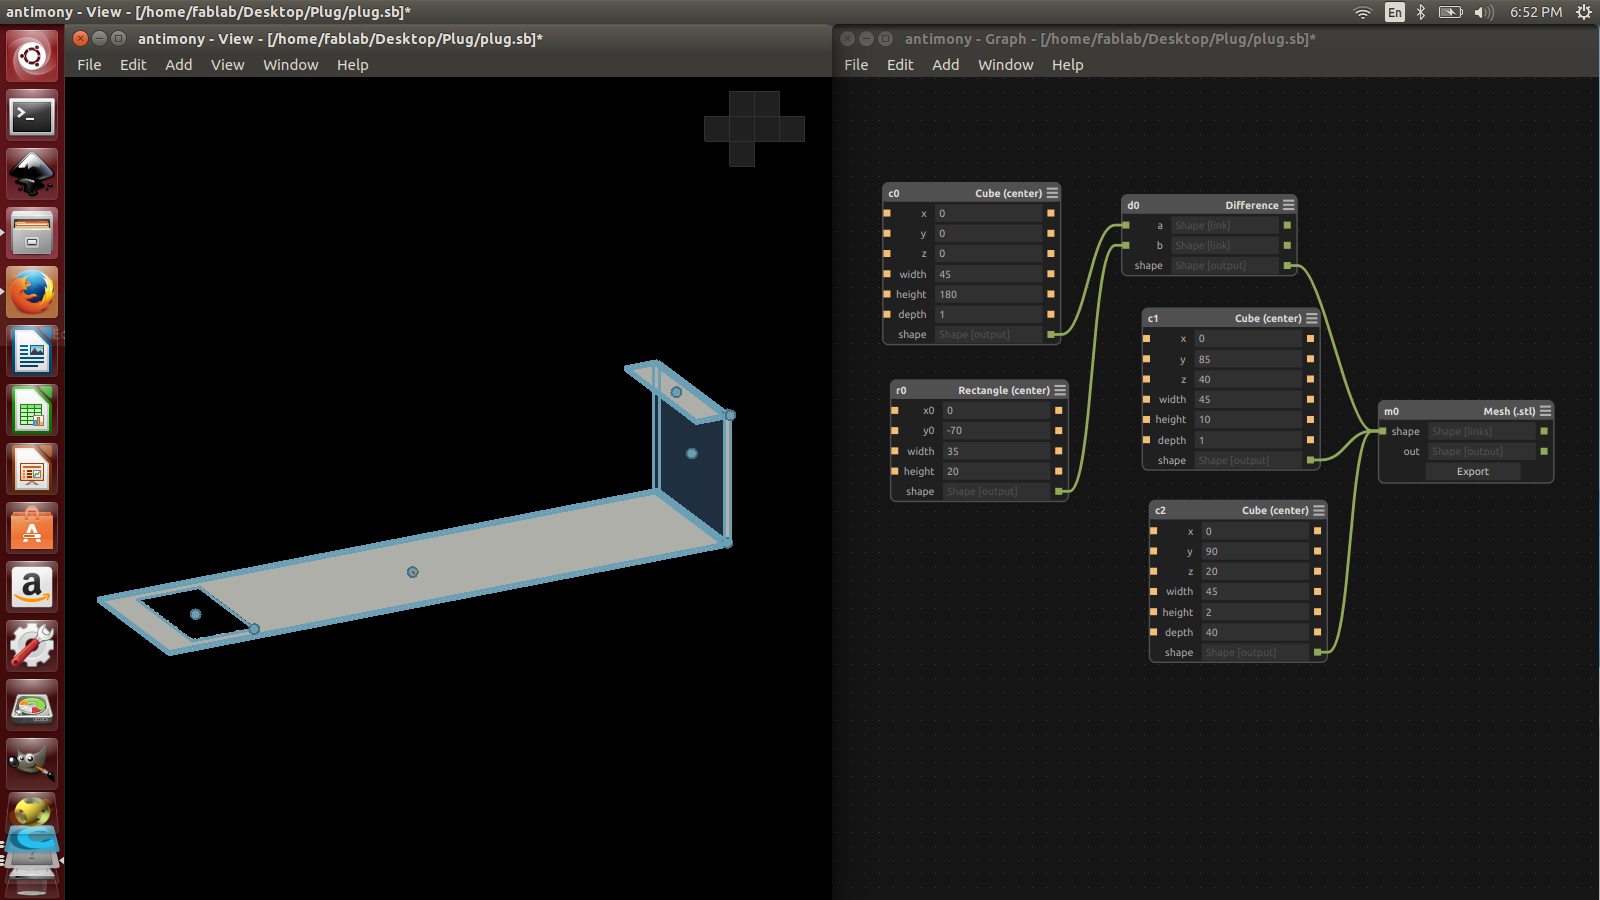 antimony - View - [/home/fablab/Desktop/Plug/plug.sb]*
En
6:52 PM
antimony - View - [/home/fablab/Desktop/Plug/plug.sb]*
File Edit Add View Window Help
antimony - Graph - [/home/fablab/Desktop/Plug/plug.sb]*
File Edit Add Window Help
c0 Cube (center)
x 0
y 0
z 0
width 45
height 180
depth 1
shape Shape [output]
d0 Difference
a Shape [link]
b Shape [link]
shape Shape [output]
c1 Cube (center)
x 0
y 85
z 40
width 45
height 10
depth 1
shape Shape [output]
r0 Rectangle (center)
x0 0
y0 -70
width 35
height 20
shape Shape [output]
m0 Mesh (.stl)
shape Shape [links]
out Shape [output]
Export
c2 Cube (center)
x 0
y 90
z 20
width 45
height 2
depth 40
shape Shape [output]